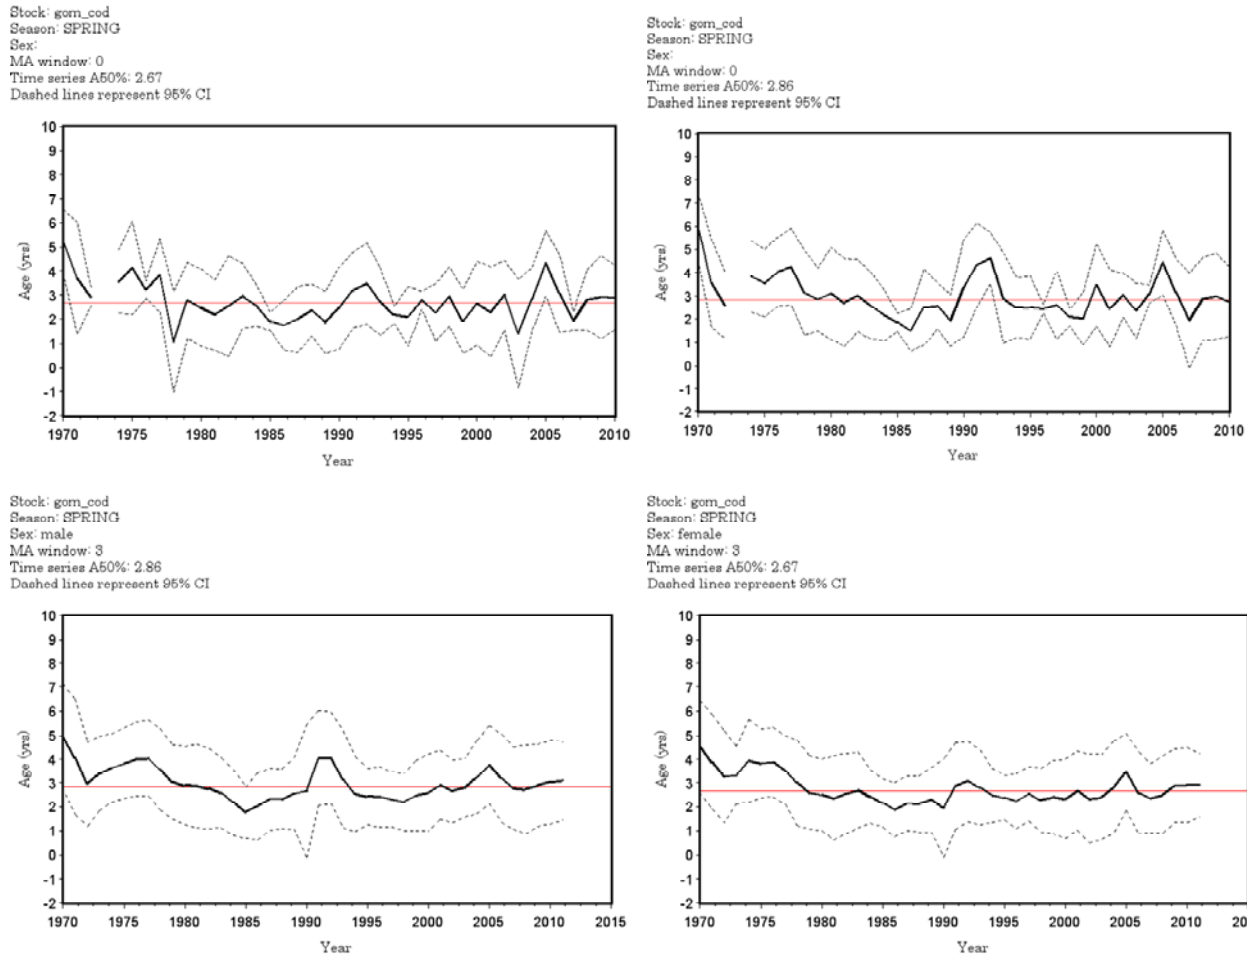 Stock: gom_cod
Season: SPRING
Sex:
MA window: 0
Time series A50%: 2.67
Dashed lines represent 95% CI
10
9
8
7
6
5
4
3
2
1
0
-1
-2
Age (yrs)
1970 1975 1980 1985 1990 1995 2000 2005 2010
Year
Stock: gom_cod
Season: SPRING
Sex:
MA window: 0
Time series A50%: 2.86
Dashed lines represent 95% CI
10
9
8
7
6
5
4
3
2
1
0
-1
-2
Age (yrs)
1970 1975 1980 1985 1990 1995 2000 2005 2010
Year
Stock: gom_cod
Season: SPRING
Sex: male
MA window: 3
Time series A50%: 2.86
Dashed lines represent 95% CI
10
9
8
7
6
5
4
3
2
1
0
-1
-2
Age (yrs)
1970 1975 1980 1985 1990 1995 2000 2005 2010 2015
Year
Stock: gom_cod
Season: SPRING
Sex: female
MA window: 3
Time series A50%: 2.67
Dashed lines represent 95% CI
10
9
8
7
6
5
4
3
2
1
0
-1
-2
Age (yrs)
1970 1975 1980 1985 1990 1995 2000 2005 2010 201
Year